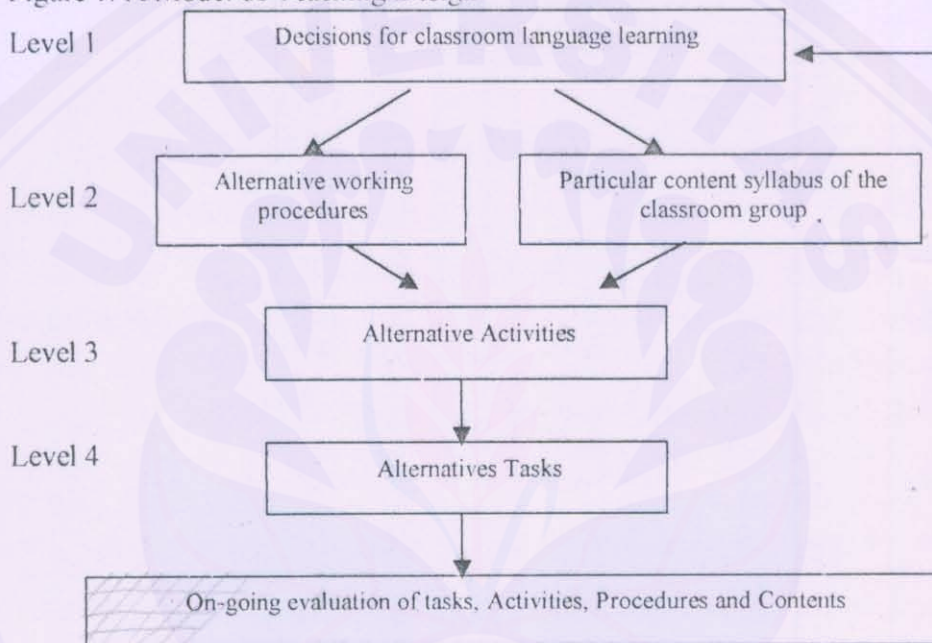 Level 1
Decisions for classroom language learning
Level 2
Alternative working
procedures
Particular content syllabus of the
classroom group
Level 3
Alternative Activities
Level 4
Alternatives Tasks
On-going evaluation of tasks, Activities, Procedures and Contents
UNIVERSITAS